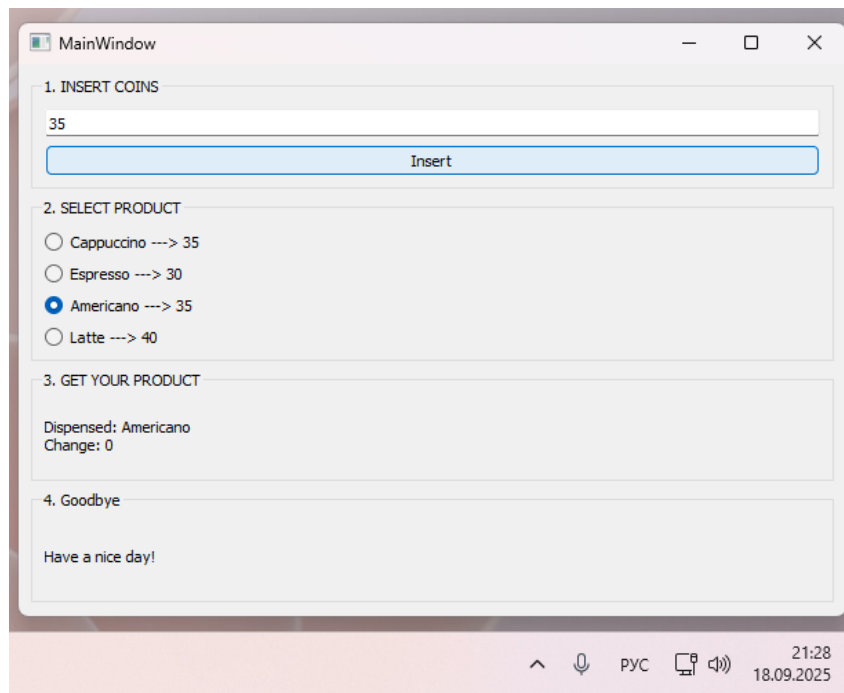 MainWindow
1. INSERT COINS
35
Insert
2. SELECT PRODUCT
Cappuccino ---> 35
Espresso ---> 30
Americano ---> 35
Latte ---> 40
3. GET YOUR PRODUCT
Dispensed: Americano
Change: 0
4. Goodbye
Have a nice day!
РУС
21:28
18.09.2025